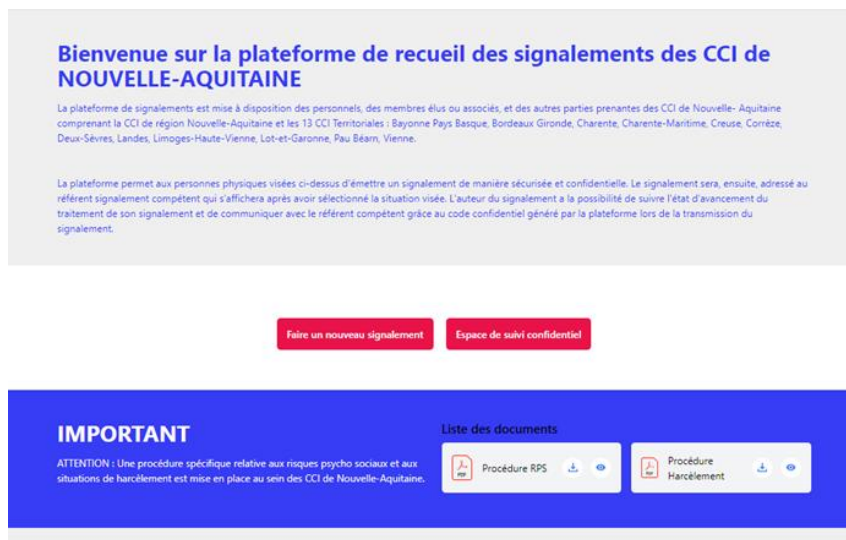 Bienvenue sur la plateforme de recueil des signalements des CCI de
NOUVELLE-AQUITAINE
La plateforme de signalements est mise à disposition des personnels, des membres élus ou associés, et des autres parties prenantes des CCI de Nouvelle- Aquitaine
comprenant la CCI de région Nouvelle-Aquitaine et les 13 CCI Territoriales : Bayonne Pays Basque, Bordeaux Gironde, Charente, Charente-Maritime, Creuse, Corrèze,
Deux-Sèvres, Landes, Limoges-Haute-Vienne, Lot-et-Garonne, Pau Béarn, Vienne.
La plateforme permet aux personnes physiques visées ci-dessus d'émettre un signalement de manière sécurisée et confidentielle. Le signalement sera, ensuite, adressé au
référent signalement compétent qui s'affichera après avoir sélectionné la situation visée. L'auteur du signalement a la possibilité de suivre l'état d'avancement du
traitement de son signalement et de communiquer avec le référent compétent grâce au code confidentiel généré par la plateforme lors de la transmission du
signalement.
Faire un nouveau signalement
Espace de suivi confidentiel
IMPORTANT
ATTENTION : Une procédure spécifique relative aux risques psycho sociaux et aux
situations de harcèlement est mise en place au sein des CCI de Nouvelle-Aquitaine.
Liste des documents
PDF
Procédure RPS
PDF
Procédure
Harcèlement